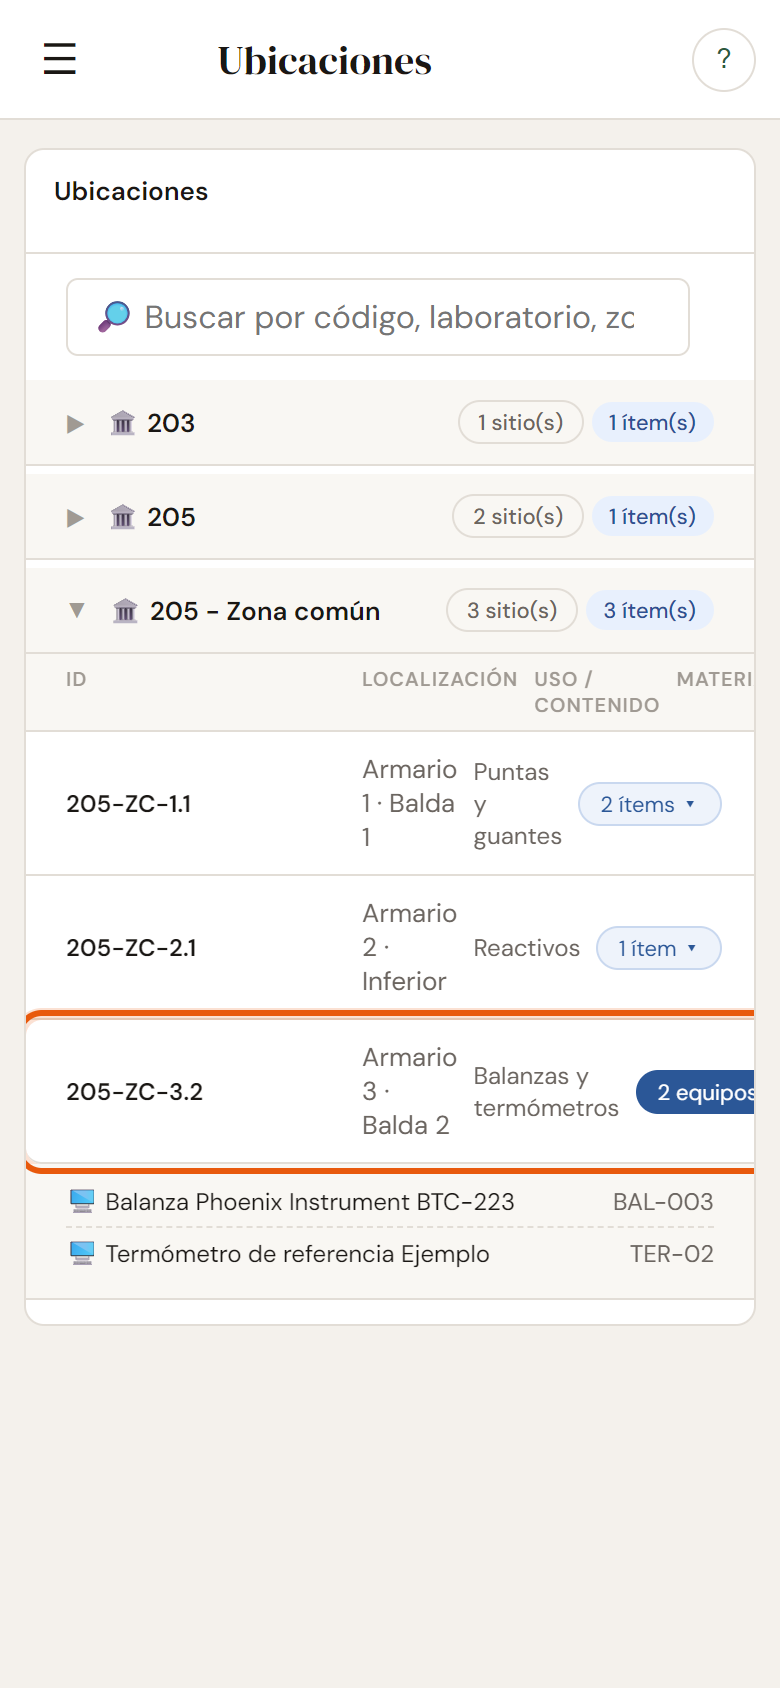 ☰ Ubicaciones ?
Ubicaciones
Buscar por código, laboratorio, zo
▶ 203 1 sitio(s) 1 ítem(s)
▶ 205 2 sitio(s) 1 ítem(s)
▼ 205 - Zona común 3 sitio(s) 3 ítem(s)
ID LOCALIZACIÓN USO / CONTENIDO MATERI
205-ZC-1.1
Armario
1 · Balda
1
Puntas
y
guantes
2 ítems ▾
205-ZC-2.1
Armario
2 ·
Inferior
Reactivos
1 ítem ▾
205-ZC-3.2
Armario
3 ·
Balda 2
Balanzas y
termómetros
2 equipos
Balanza Phoenix Instrument BTC-223 BAL-003
Termómetro de referencia Ejemplo TER-02